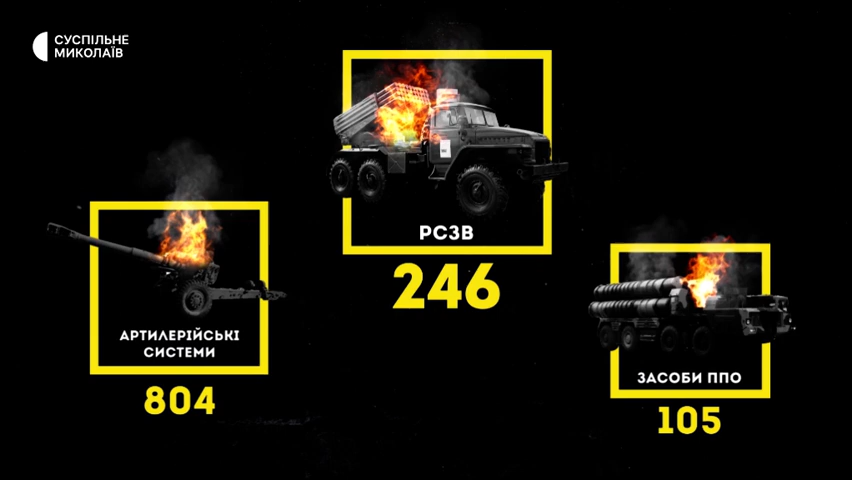 СУСПІЛЬНЕ
МИКОЛАЇВ
РСЗВ
246
АРТИЛЕРІЙСЬКІ
СИСТЕМИ
804
ЗАСОБИ ППО
105